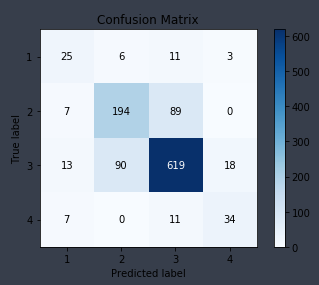 Confusion Matrix
True label
1 25 6 11 3
2 7 194 89 0
3 13 90 619 18
4 7 0 11 34
1 2 3 4
Predicted label
600
500
400
300
200
100
0